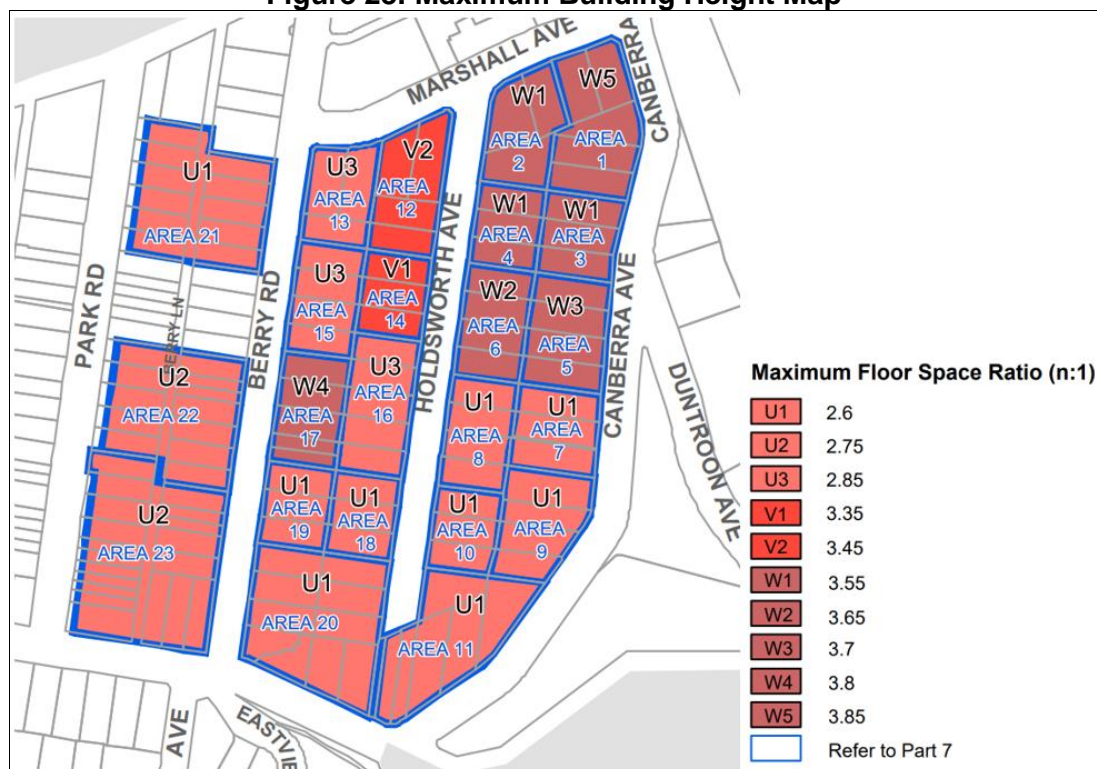 Figure 23: Maximum Building Height Map
MARSHALL AVE
CANBERRA
W5
W1
AREA
2
AREA
1
V2
U3
AREA
12
AREA
13
U1
AREA 21
W1
W1
AREA
4
AREA
3
HOLDSWORTH AVE
V1
AREA
14
U3
AREA
15
PARK RD
BERRY RD
BERRY LN
W2
W3
AREA
6
AREA
5
CANBERRA AVE
DUNTROON AVE
U3
AREA
16
W4
AREA
17
U2
AREA 22
U1
U1
AREA
7
AREA
8
U1
AREA
19
U1
AREA
18
U1
AREA
10
U1
AREA
9
U2
AREA 23
U1
AREA 20
U1
AREA 11
AVE
EASTVIE
Maximum Floor Space Ratio (n:1)
U1 2.6
U2 2.75
U3 2.85
V1 3.35
V2 3.45
W1 3.55
W2 3.65
W3 3.7
W4 3.8
W5 3.85
Refer to Part 7